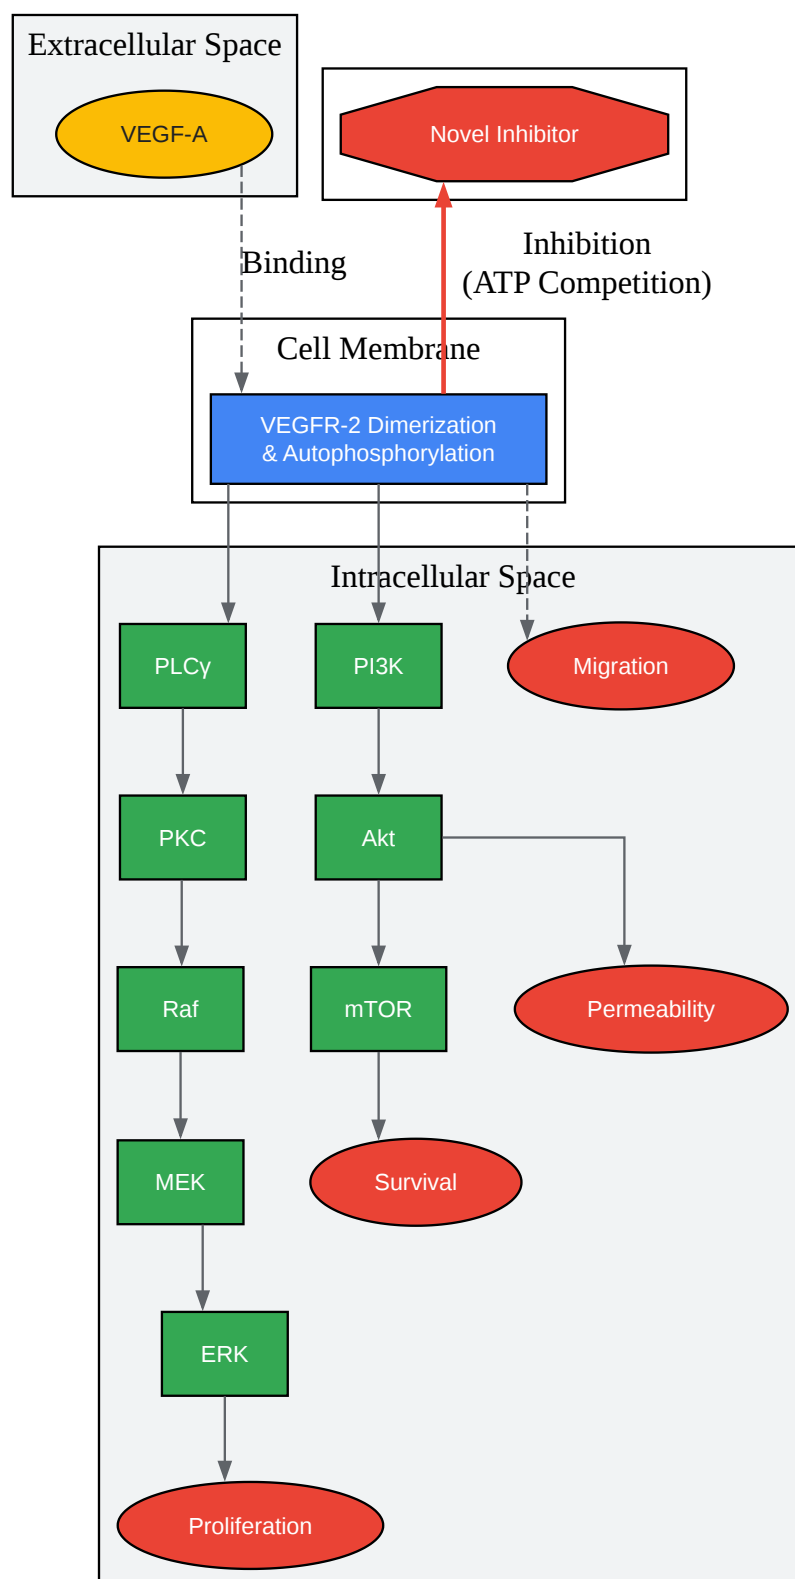 Extracellular Space
VEGF-A
Novel Inhibitor
Binding
Inhibition
(ATP Competition)
Cell Membrane
VEGFR-2 Dimerization
& Autophosphorylation
Intracellular Space
PLCγ
PI3K
Migration
PKC
Akt
Raf
mTOR
Permeability
MEK
Survival
ERK
Proliferation